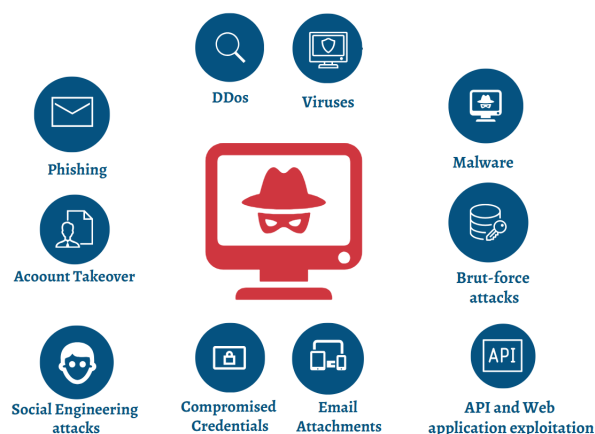 DDos
Viruses
Phishing
Malware
Acoount Takeover
Brut-force
attacks
Social Engineering
attacks
Compromised
Credentials
Email
Attachments
API
API and Web
application exploitation